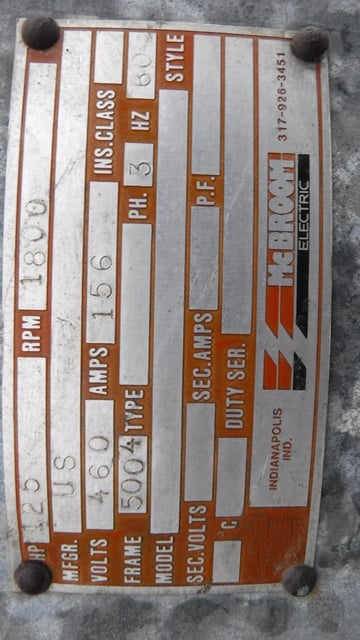 HP 125 RPM 1800
MFGR. US
VOLTS 460 AMPS 156 INS.CLASS
FRAME 5004 TYPE PH. 3 HZ 60
MODEL STYLE
SEC.VOLTS SEC.AMPS P.F.
°C DUTY SER.
INDIANAPOLIS
IND.
McBROOM
ELECTRIC
317-926-3451